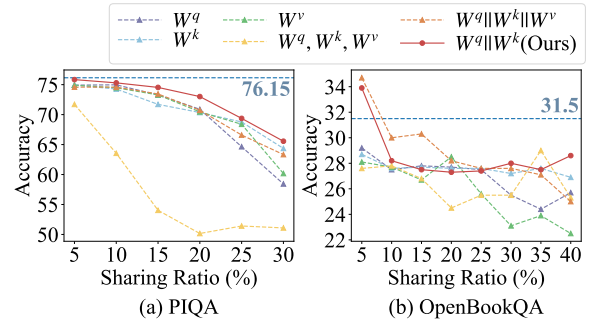 W^q W^v W^q||W^k||W^v
W^k W^q, W^k, W^v W^q||W^k(Ours)
76.15
75
70
65
60
55
50
Accuracy
5 10 15 20 25 30
Sharing Ratio (%)
(a) PIQA
31.5
34
32
30
28
26
24
22
Accuracy
5 10 15 20 25 30 35 40
Sharing Ratio (%)
(b) OpenBookQA